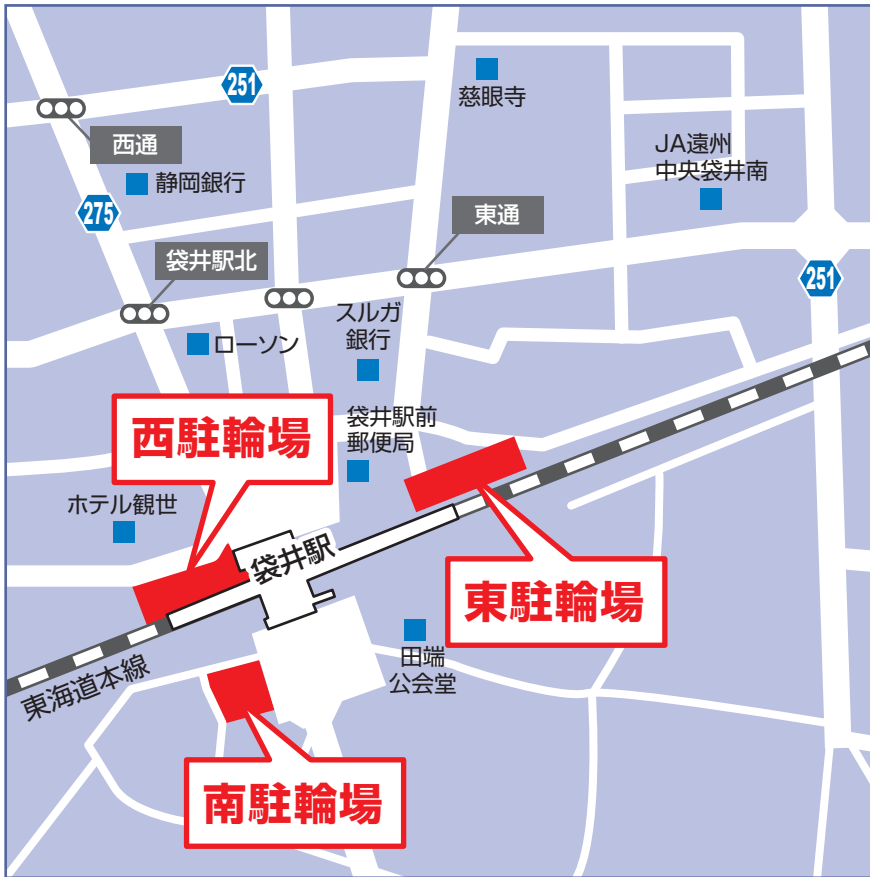 251
慈眼寺
西通
JA遠州
中央袋井南
静岡銀行
275
東通
袋井駅北
251
スルガ
銀行
ローソン
西駐輪場
袋井駅前
郵便局
ホテル観世
袋井駅
東駐輪場
田端
公会堂
東海道本線
南駐輪場